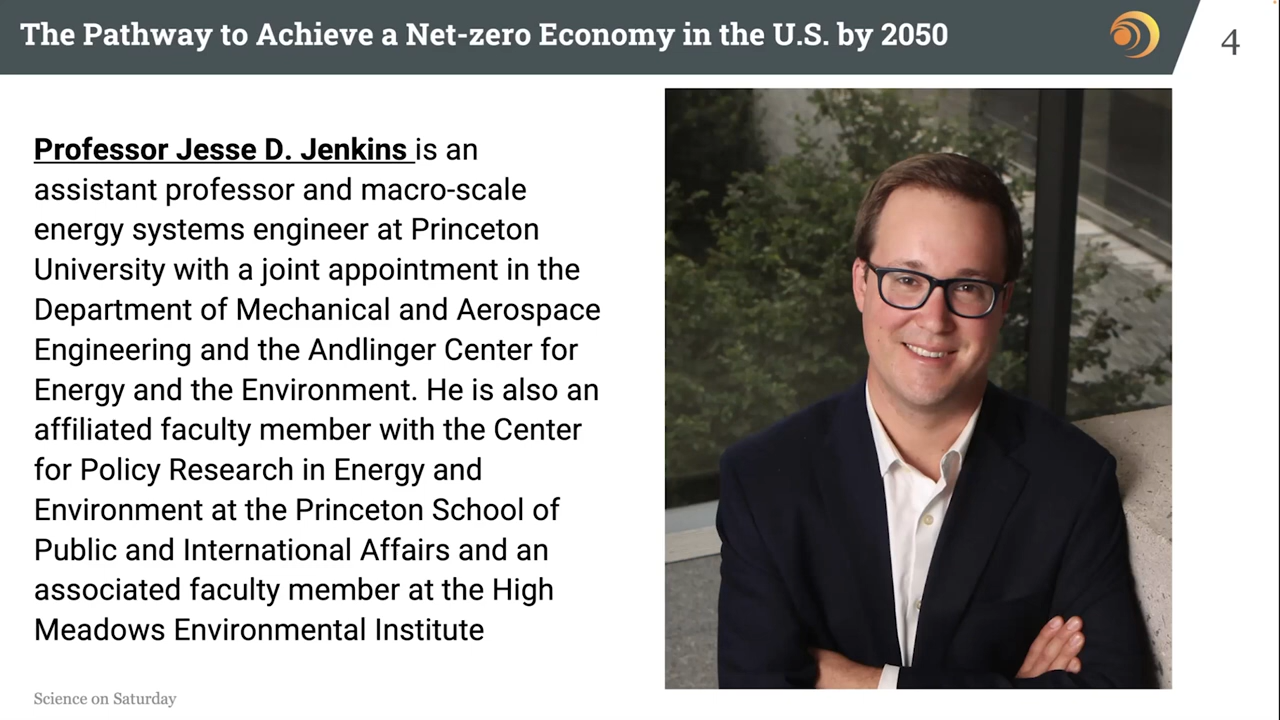 The Pathway to Achieve a Net-zero Economy in the U.S. by 2050
4
Professor Jesse D. Jenkins is an
assistant professor and macro-scale
energy systems engineer at Princeton
University with a joint appointment in the
Department of Mechanical and Aerospace
Engineering and the Andlinger Center for
Energy and the Environment. He is also an
affiliated faculty member with the Center
for Policy Research in Energy and
Environment at the Princeton School of
Public and International Affairs and an
associated faculty member at the High
Meadows Environmental Institute
Science on Saturday